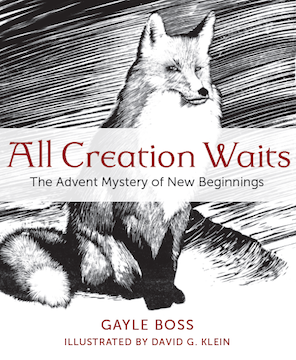 All Creation Waits
The Advent Mystery of New Beginnings
GAYLE BOSS
ILLUSTRATED BY DAVID G. KLEIN